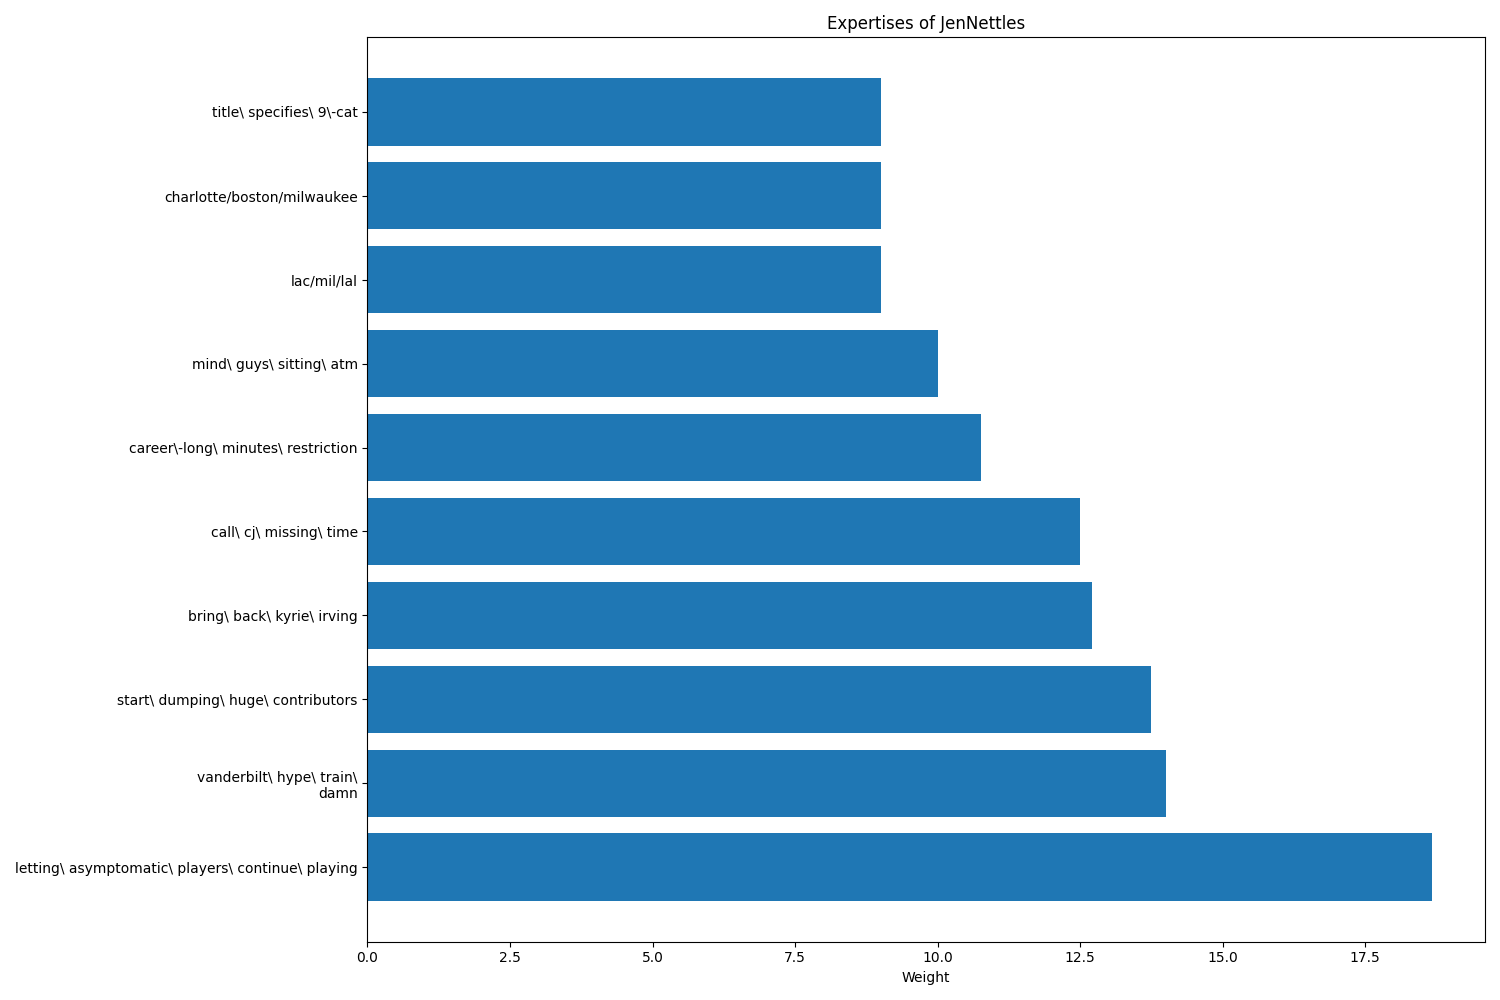 Expertises of JenNettles
title\ specifies\ 9\-cat
charlotte/boston/milwaukee
lac/mil/lal
mind\ guys\ sitting\ atm
career\-long\ minutes\ restriction
call\ cj\ missing\ time
bring\ back\ kyrie\ irving
start\ dumping\ huge\ contributors
vanderbilt\ hype\ train\
damn
letting\ asymptomatic\ players\ continue\ playing
0.0 2.5 5.0 7.5 10.0 12.5 15.0 17.5
Weight